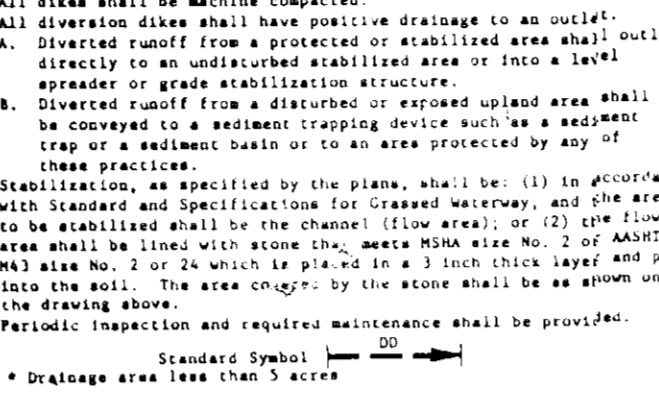 All dikes shall be machine compacted.
All diversion dikes shall have positive drainage to an outlet.
A. Diverted runoff from a protected or stabilized area shall outl
directly to an undisturbed stabilized area or into a level
spreader or grade stabilization structure.
B. Diverted runoff from a disturbed or exposed upland area shall
be conveyed to a sediment trapping device such as a sediment
trap or a sediment basin or to an area protected by any of
these practices.
Stabilization, as specified by the plans, shall be: (1) in accorda
with Standard and Specifications for Grassed Waterway, and the are
to be stabilized shall be the channel (flow area); or (2) the flow
area shall be lined with stone that meets MSHA size No. 2 or AASHT
M43 size No. 2 or 24 which is placed in a 3 inch thick layer and p
into the soil. The area covered by the stone shall be as shown on
the drawing above.
Periodic inspection and required maintenance shall be provided.
DD
Standard Symbol
* Drainage area less than 5 acres